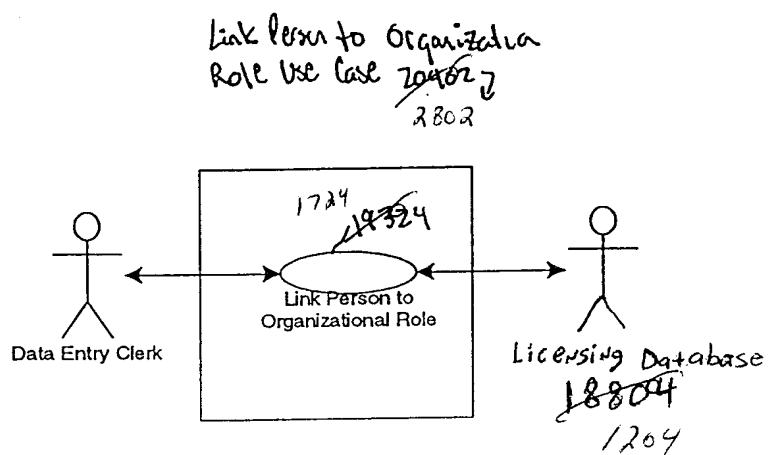 Link Person to Organization
Role Use Case 20402
2802
1724
19324
Link Person to
Organizational Role
Data Entry Clerk
Licensing Database
18804
1204